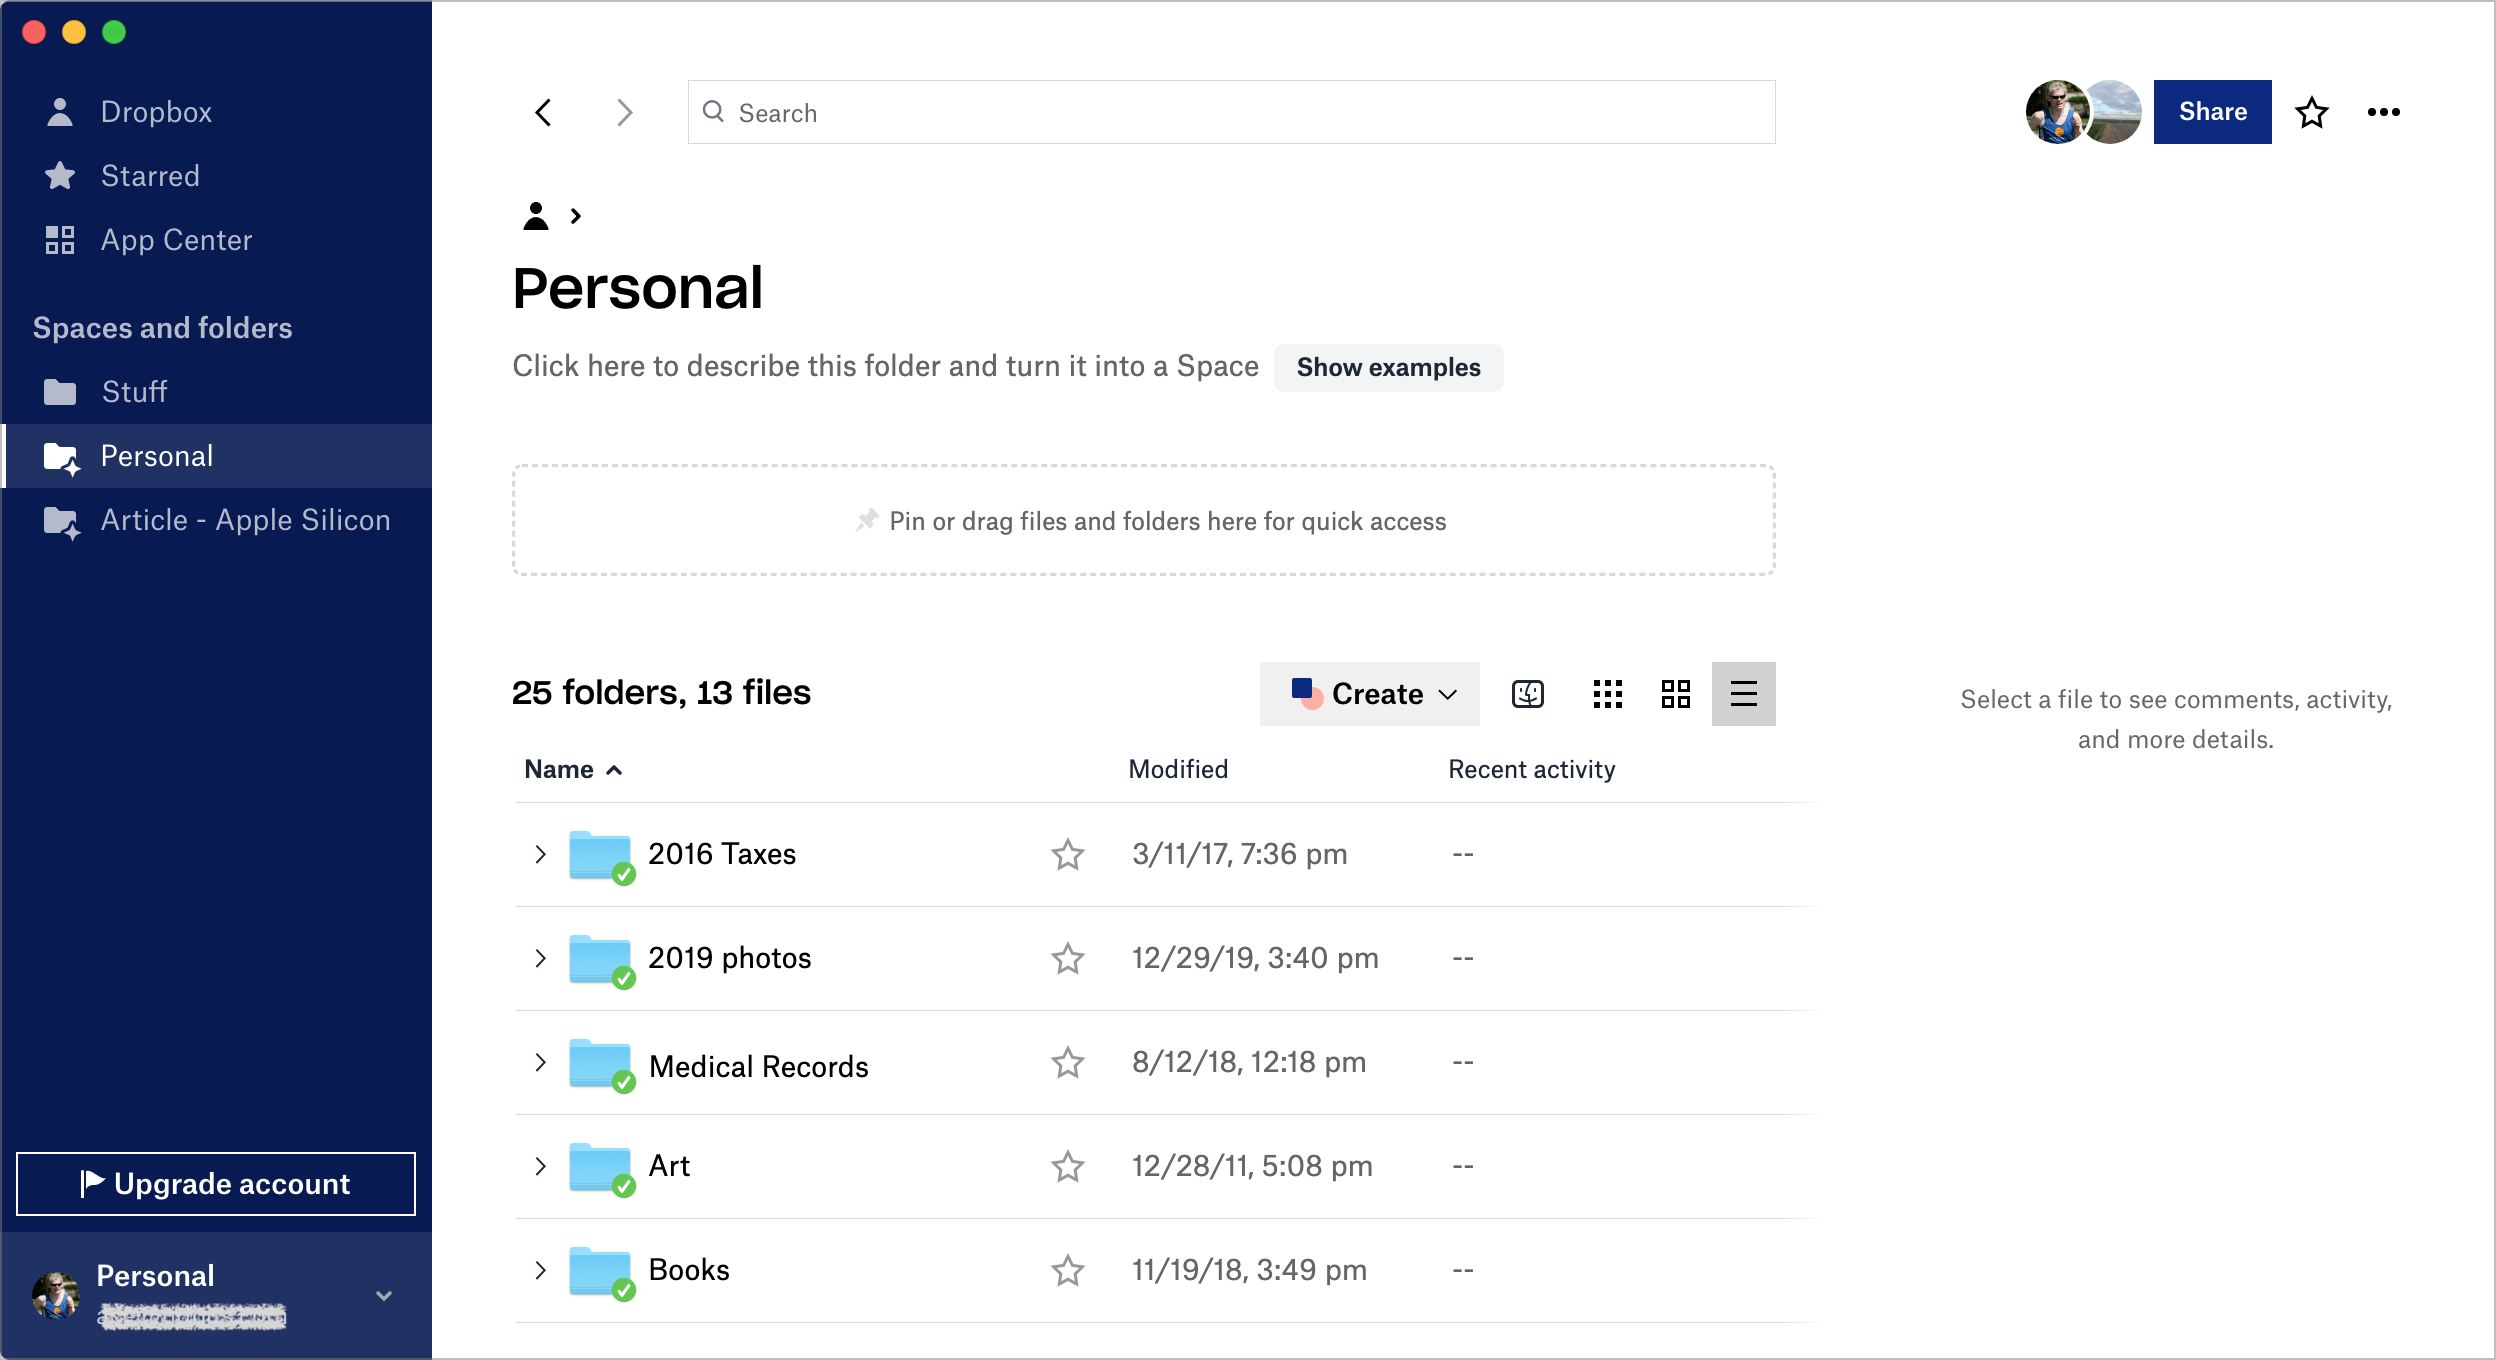 Dropbox
Starred
App Center
Spaces and folders
Stuff
Personal
Article - Apple Silicon
Upgrade account
Personal
Search
Share
Personal
Click here to describe this folder and turn it into a Space
Show examples
Pin or drag files and folders here for quick access
25 folders, 13 files
Create
Name
Modified
Recent activity
2016 Taxes
3/11/17, 7:36 pm
--
2019 photos
12/29/19, 3:40 pm
--
Medical Records
8/12/18, 12:18 pm
--
Art
12/28/11, 5:08 pm
--
Books
11/19/18, 3:49 pm
--
Select a file to see comments, activity,
and more details.